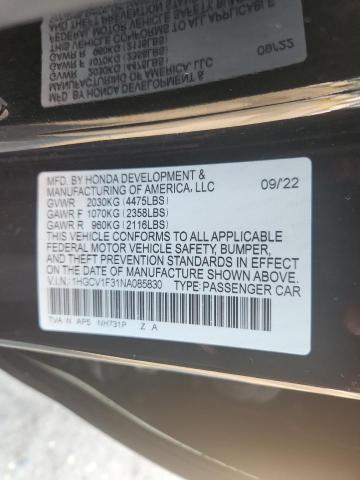 MFD. BY HONDA DEVELOPMENT &
MANUFACTURING OF AMERICA, LLC 09/22
GVWR 2030KG (4475LBS)
GAWR F 1070KG (2358LBS)
GAWR R 960KG (2116LBS)
THIS VEHICLE CONFORMS TO ALL APPLICABLE
FEDERAL MOTOR VEHICLE SAFETY, BUMPER,
AND THEFT PREVENTION STANDARDS IN EFFECT
ON THE DATE OF MANUFACTURE SHOWN ABOVE.
V.I.N.:1HGCV1F31NA085830 TYPE:PASSENGER CAR
TVA N AP5 NH731P Z A